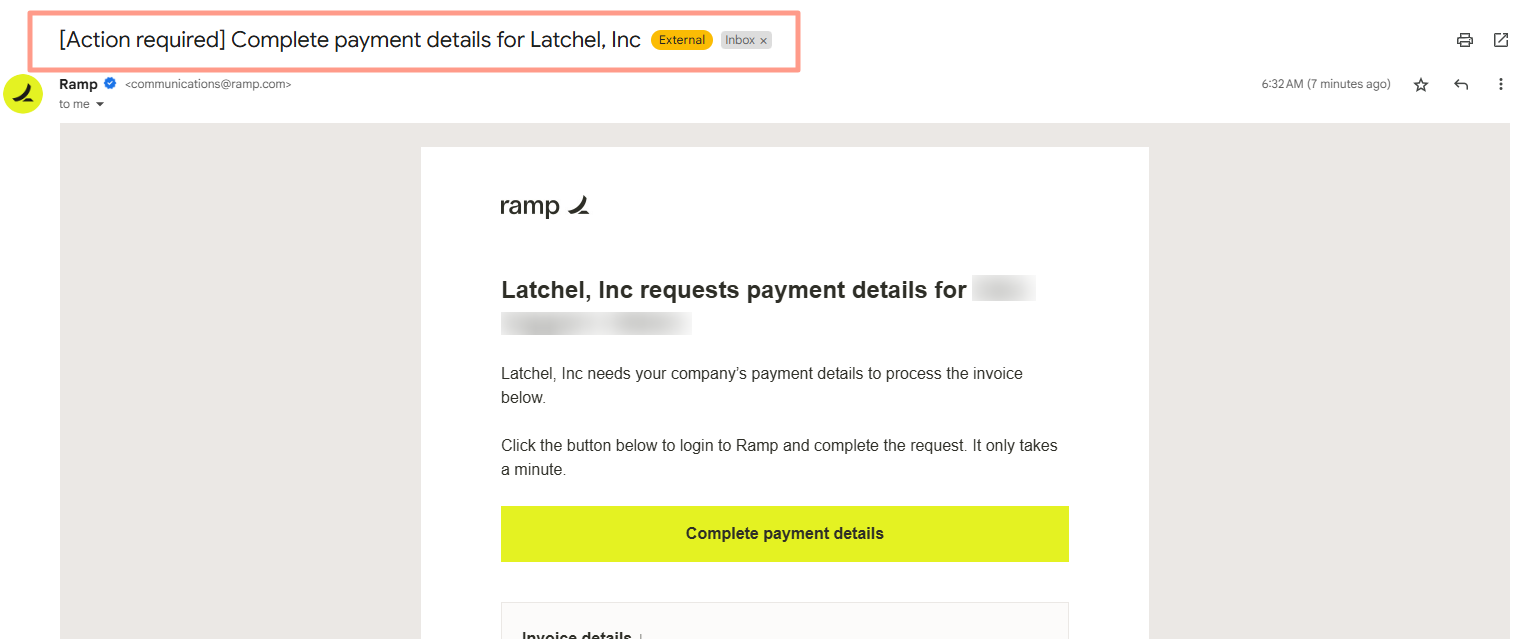 [Action required] Complete payment details for Latchel, Inc External Inbox ×
Ramp <communications@ramp.com> 6:32 AM (7 minutes ago)
to me
ramp
Latchel, Inc requests payment details for
Latchel, Inc needs your company’s payment details to process the invoice
below.
Click the button below to login to Ramp and complete the request. It only takes
a minute.
Complete payment details
Invoice details